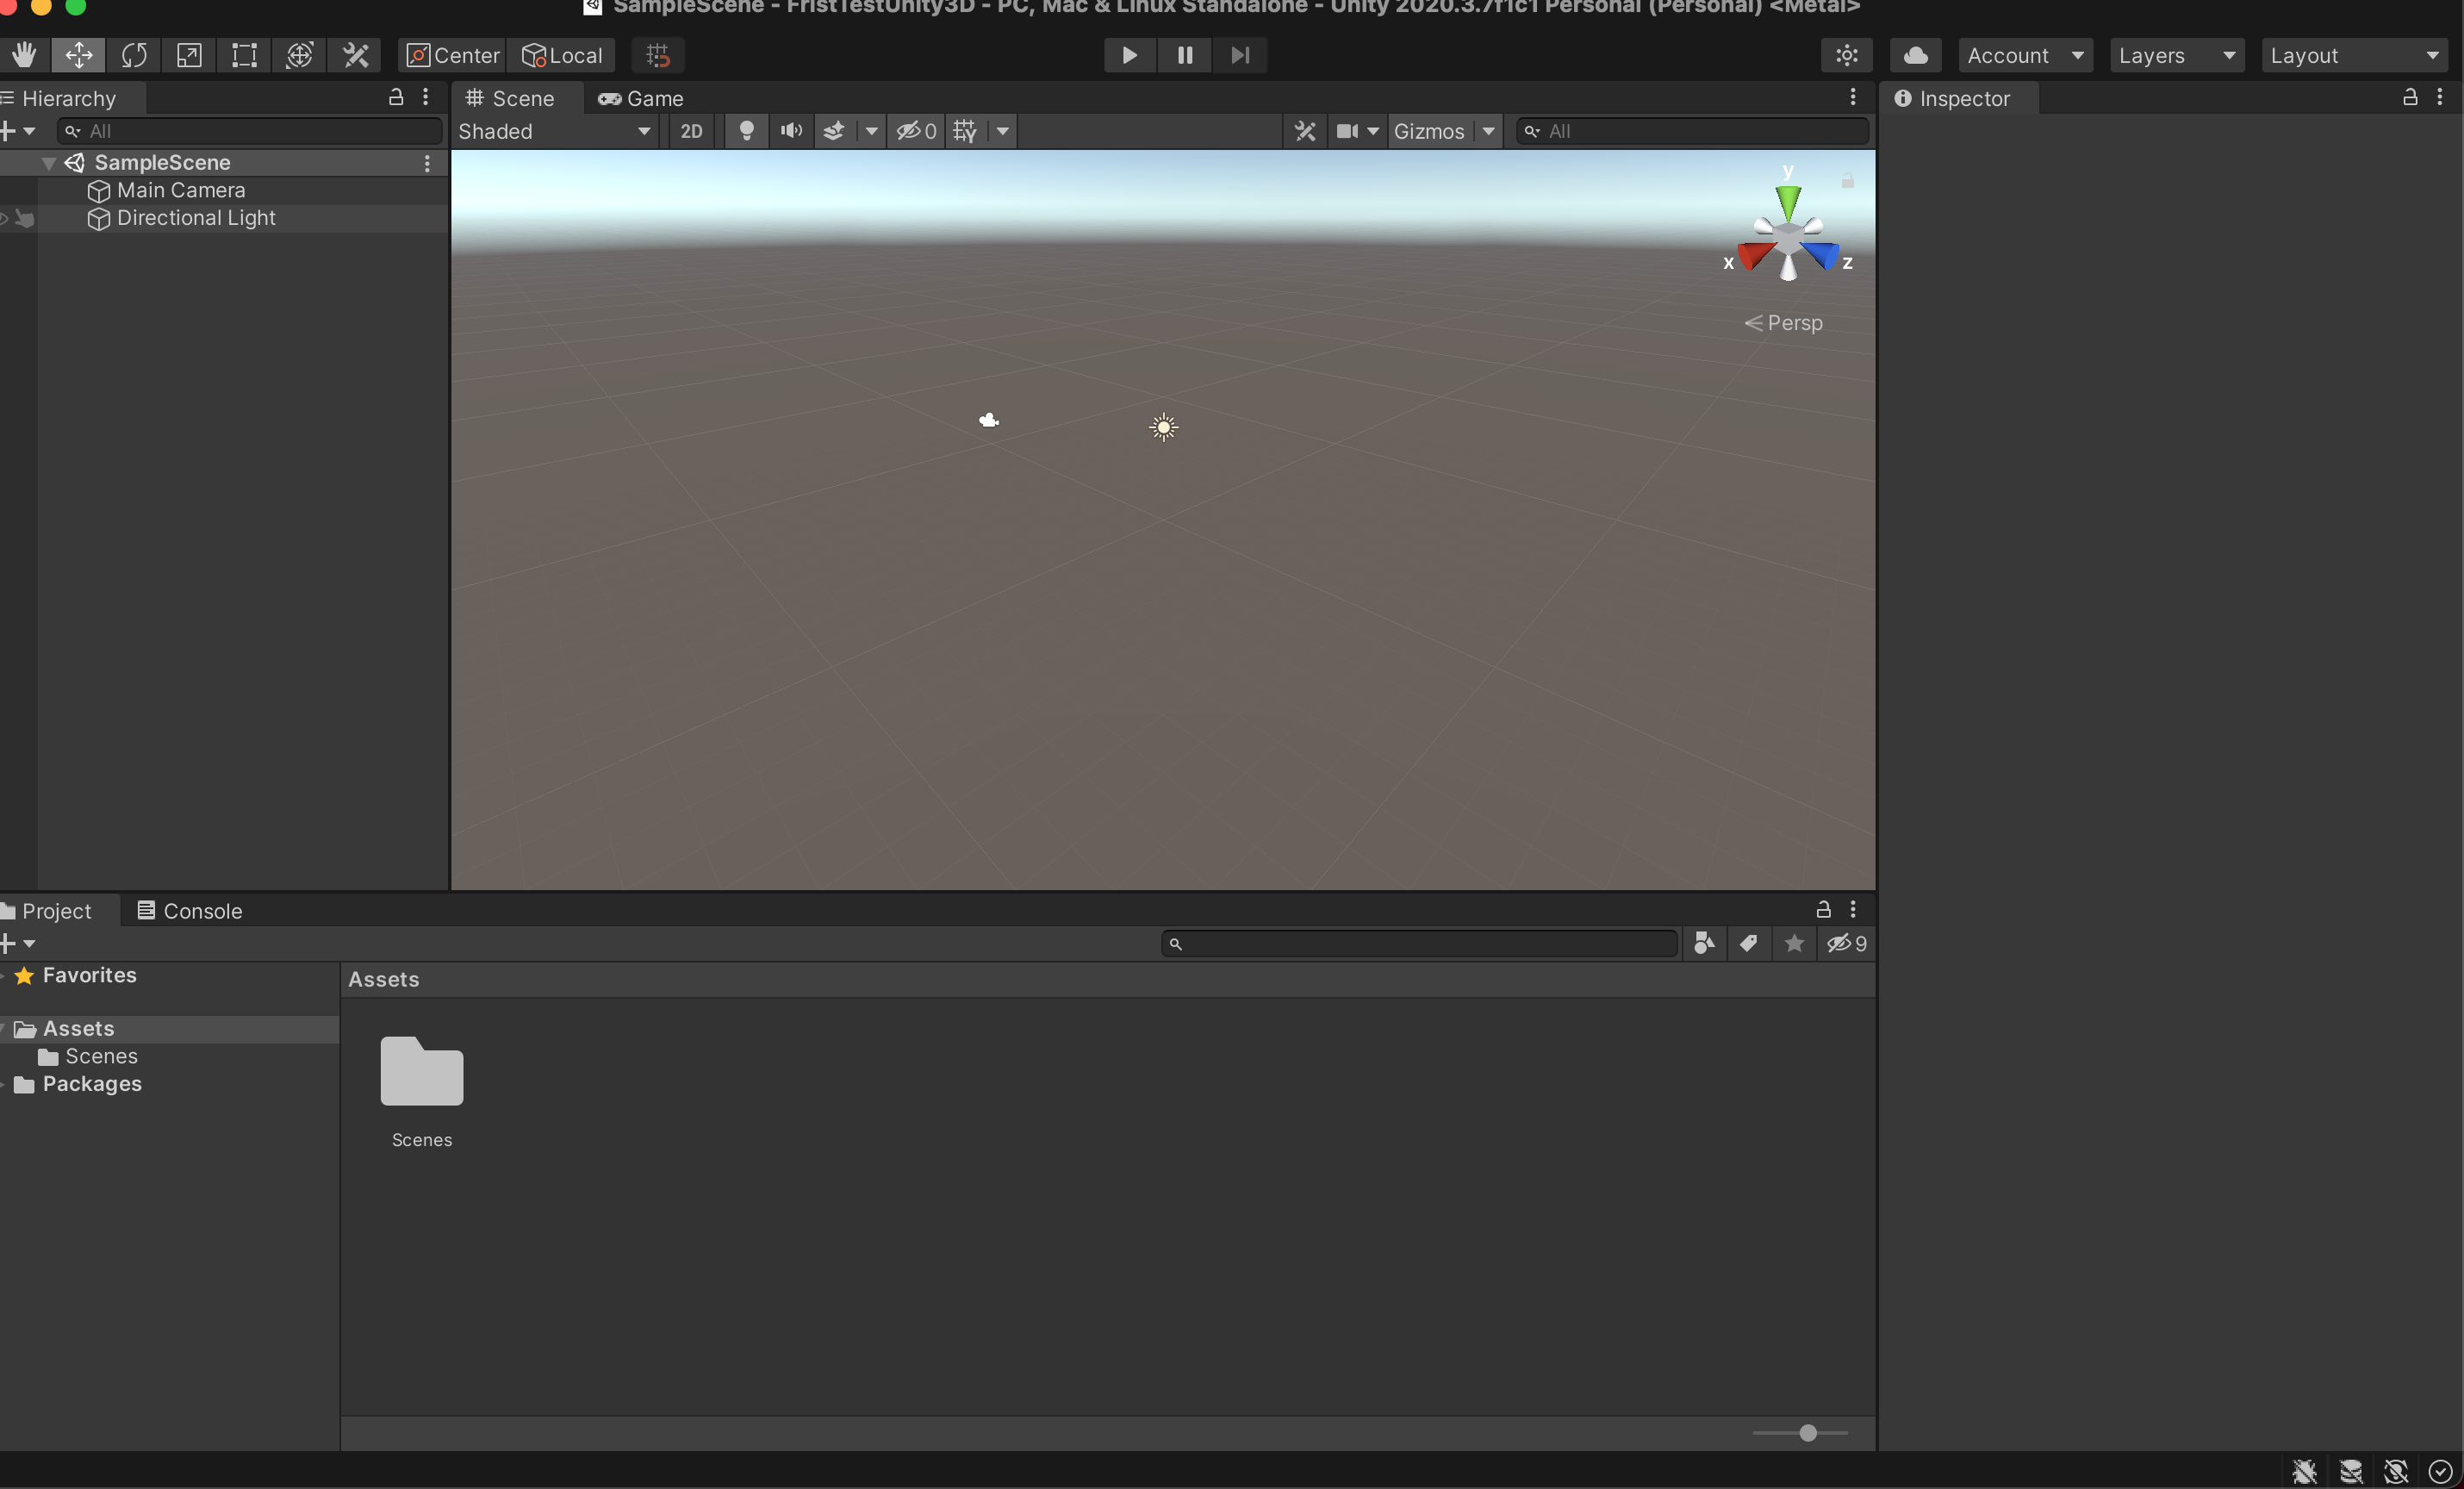 SampleScene - FristTestUnity3D - PC, Mac & Linux Standalone - Unity 2020.3.7f1c1 Personal (Personal) <Metal>
Center Local Account Layers Layout
Hierarchy
All
SampleScene
Main Camera
Directional Light
Scene Game
Shaded 2D 0 Gizmos All
y
x z
Persp
Inspector
Project Console
9
Favorites
Assets
Scenes
Packages
Assets
Scenes